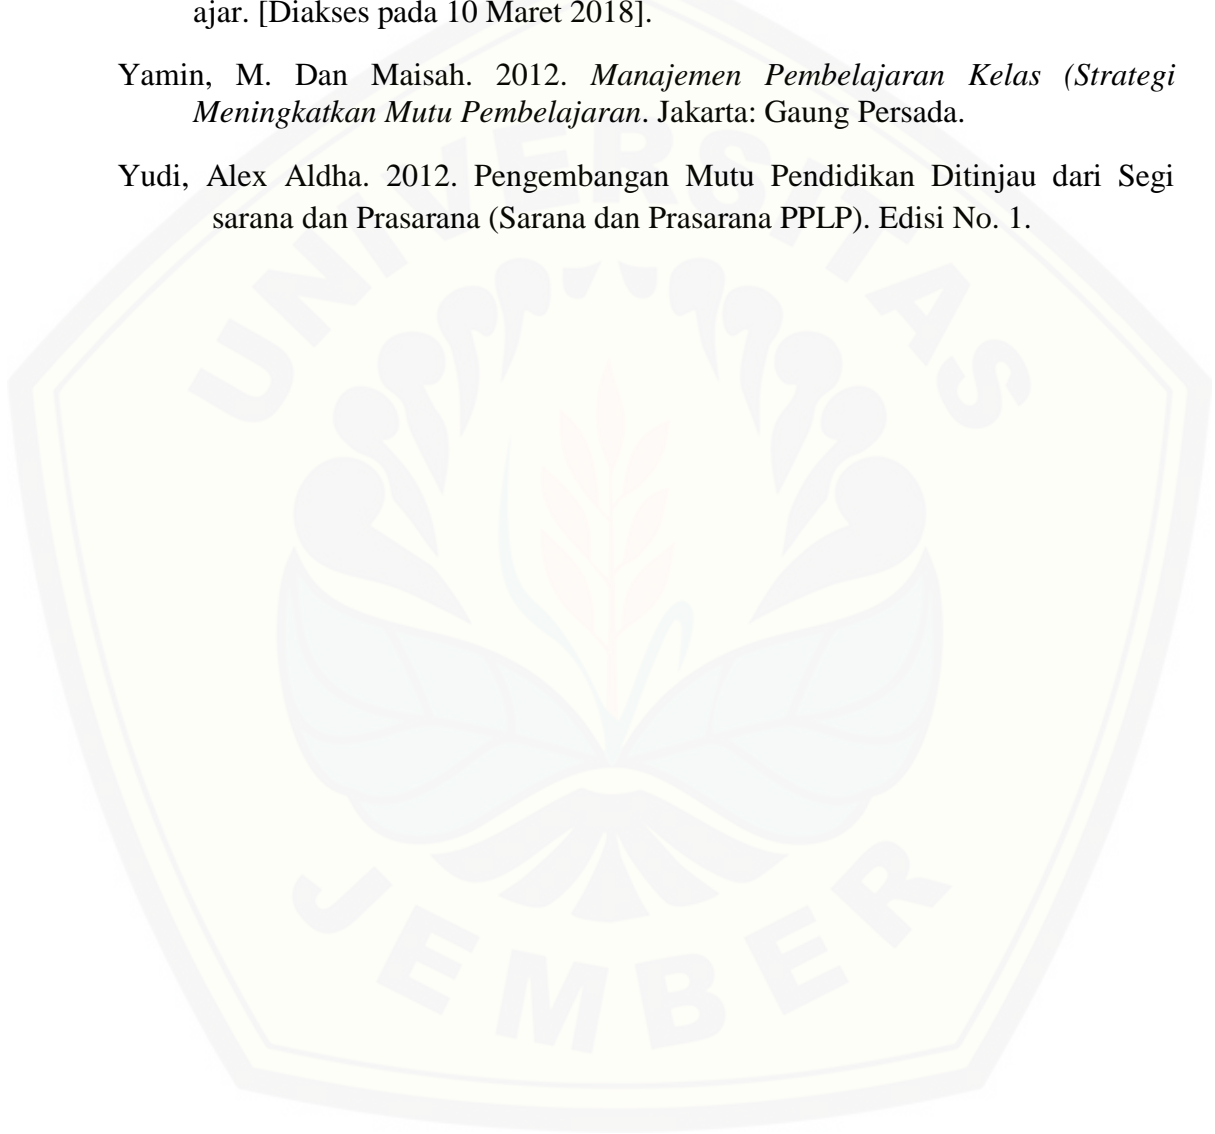 ajar. [Diakses pada 10 Maret 2018].
Yamin, M. Dan Maisah. 2012. Manajemen Pembelajaran Kelas (Strategi
Meningkatkan Mutu Pembelajaran. Jakarta: Gaung Persada.
Yudi, Alex Aldha. 2012. Pengembangan Mutu Pendidikan Ditinjau dari Segi
sarana dan Prasarana (Sarana dan Prasarana PPLP). Edisi No. 1.
UNIVERSITAS
JEMBER